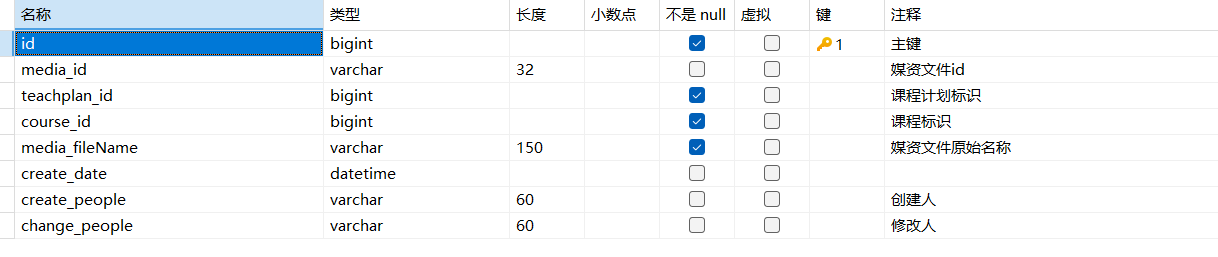 名称 类型 长度 小数点 不是 null 虚拟 键 注释
id bigint 1 主键
media_id varchar 32 媒资文件id
teachplan_id bigint 课程计划标识
course_id bigint 课程标识
media_fileName varchar 150 媒资文件原始名称
create_date datetime
create_people varchar 60 创建人
change_people varchar 60 修改人